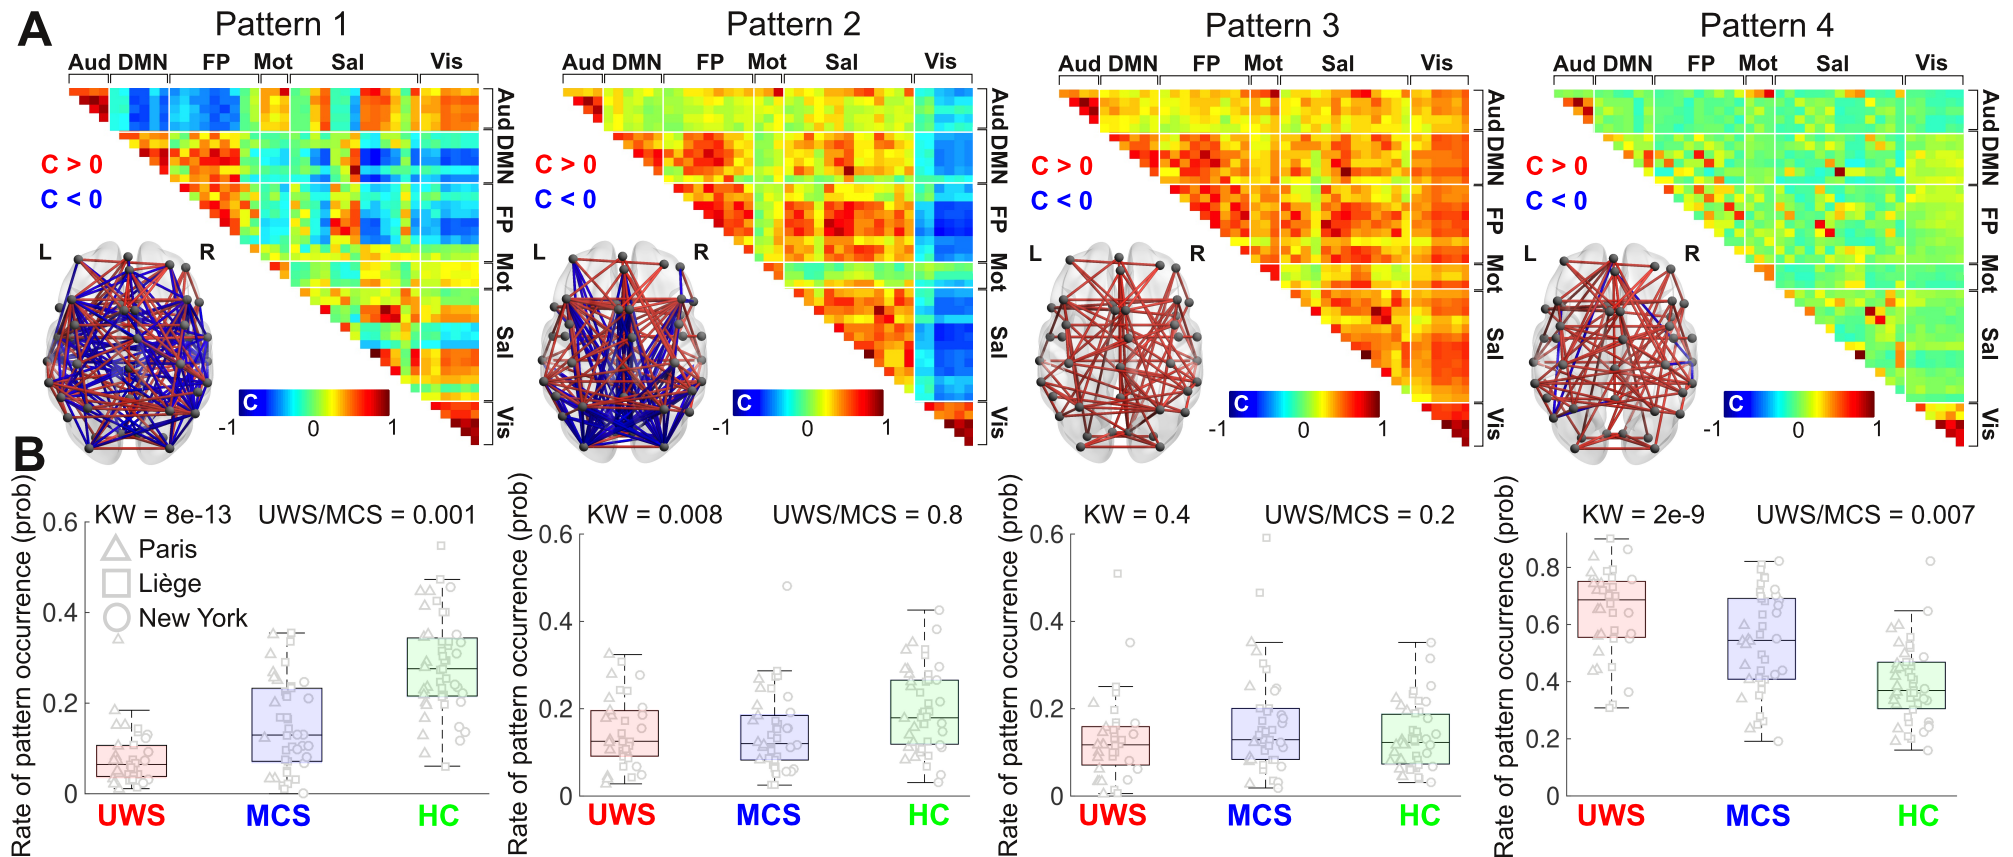 A
Pattern 1
Pattern 2
Pattern 3
Pattern 4
Aud DMN FP Mot Sal Vis
Aud DMN FP Mot Sal Vis
Aud DMN FP Mot Sal Vis
Aud DMN FP Mot Sal Vis
Aud DMN FP Mot Sal Vis
Aud DMN FP Mot Sal Vis
Aud DMN FP Mot Sal Vis
Aud DMN FP Mot Sal Vis
C > 0
C < 0
C > 0
C < 0
C > 0
C < 0
C > 0
C < 0
L R
L R
L R
L R
C
-1 0 1
C
-1 0 1
C
-1 0 1
C
-1 0 1
B
Rate of pattern occurrence (prob)
KW = 8e-13 UWS/MCS = 0.001
Paris
Liège
New York
0.6
0.4
0.2
0
UWS MCS HC
Rate of pattern occurrence (prob)
KW = 0.008 UWS/MCS = 0.8
0.6
0.4
0.2
0
UWS MCS HC
Rate of pattern occurrence (prob)
KW = 0.4 UWS/MCS = 0.2
0.6
0.4
0.2
0
UWS MCS HC
Rate of pattern occurrence (prob)
KW = 2e-9 UWS/MCS = 0.007
0.8
0.6
0.4
0.2
0
UWS MCS HC